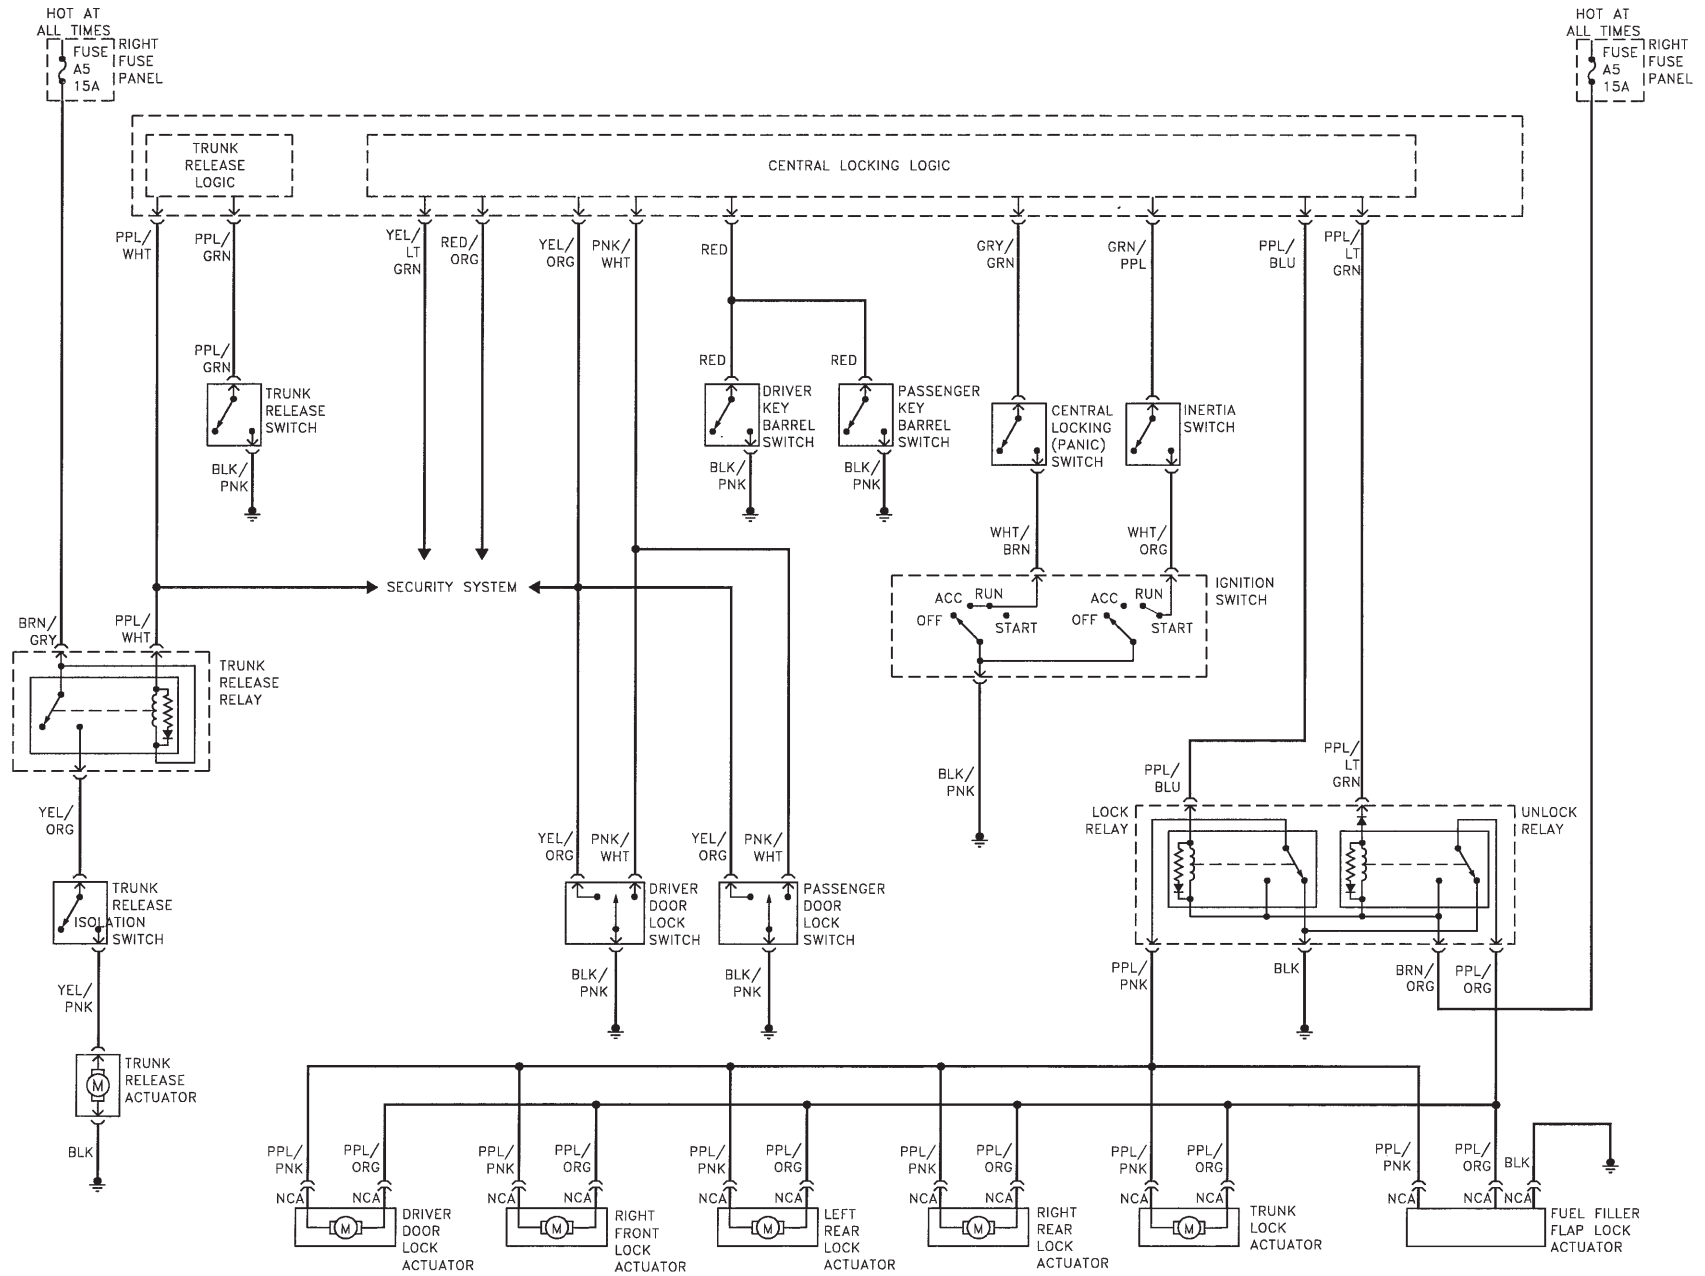 HOT AT
ALL TIMES
FUSE
A5
15A
RIGHT
FUSE
PANEL
HOT AT
ALL TIMES
FUSE
A5
15A
RIGHT
FUSE
PANEL
TRUNK
RELEASE
LOGIC
CENTRAL LOCKING LOGIC
PPL/
WHT
PPL/
GRN
YEL/
LT
GRN
RED/
ORG
YEL/
ORG
PNK/
WHT
RED
GRY/
GRN
GRN/
PPL
PPL/
BLU
PPL/
LT
GRN
PPL/
GRN
TRUNK
RELEASE
SWITCH
BLK/
PNK
RED
DRIVER
KEY
BARREL
SWITCH
BLK/
PNK
RED
PASSENGER
KEY
BARREL
SWITCH
BLK/
PNK
CENTRAL
LOCKING
(PANIC)
SWITCH
INERTIA
SWITCH
WHT/
BRN
WHT/
ORG
SECURITY SYSTEM
IGNITION
SWITCH
ACC
RUN
OFF
START
ACC
RUN
OFF
START
BRN/
GRY
PPL/
WHT
TRUNK
RELEASE
RELAY
BLK/
PNK
PPL/
BLU
PPL/
LT
GRN
YEL/
ORG
LOCK
RELAY
UNLOCK
RELAY
YEL/
ORG
PNK/
WHT
YEL/
ORG
PNK/
WHT
TRUNK
RELEASE
ISOLATION
SWITCH
DRIVER
DOOR
LOCK
SWITCH
PASSENGER
DOOR
LOCK
SWITCH
YEL/
PNK
BLK/
PNK
BLK/
PNK
PPL/
PNK
BLK
BRN/
ORG
PPL/
ORG
M
TRUNK
RELEASE
ACTUATOR
BLK
PPL/
PNK
PPL/
ORG
PPL/
PNK
PPL/
ORG
PPL/
PNK
PPL/
ORG
PPL/
PNK
PPL/
ORG
PPL/
PNK
PPL/
ORG
PPL/
PNK
PPL/
ORG
BLK
NCA
NCA
NCA
NCA
NCA
NCA
NCA
NCA
NCA
NCA
NCA
NCA
NCA
M
DRIVER
DOOR
LOCK
ACTUATOR
M
RIGHT
FRONT
LOCK
ACTUATOR
M
LEFT
REAR
LOCK
ACTUATOR
M
RIGHT
REAR
LOCK
ACTUATOR
M
TRUNK
LOCK
ACTUATOR
FUEL FILLER
FLAP LOCK
ACTUATOR